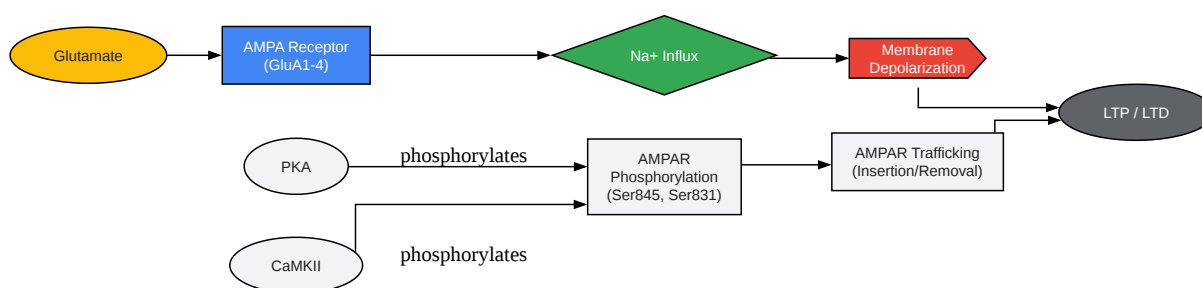 Glutamate
AMPA Receptor
(GluA1-4)
Na+ Influx
Membrane
Depolarization
LTP / LTD
PKA
phosphorylates
AMPAR
Phosphorylation
(Ser845, Ser831)
AMPAR Trafficking
(Insertion/Removal)
CaMKII
phosphorylates